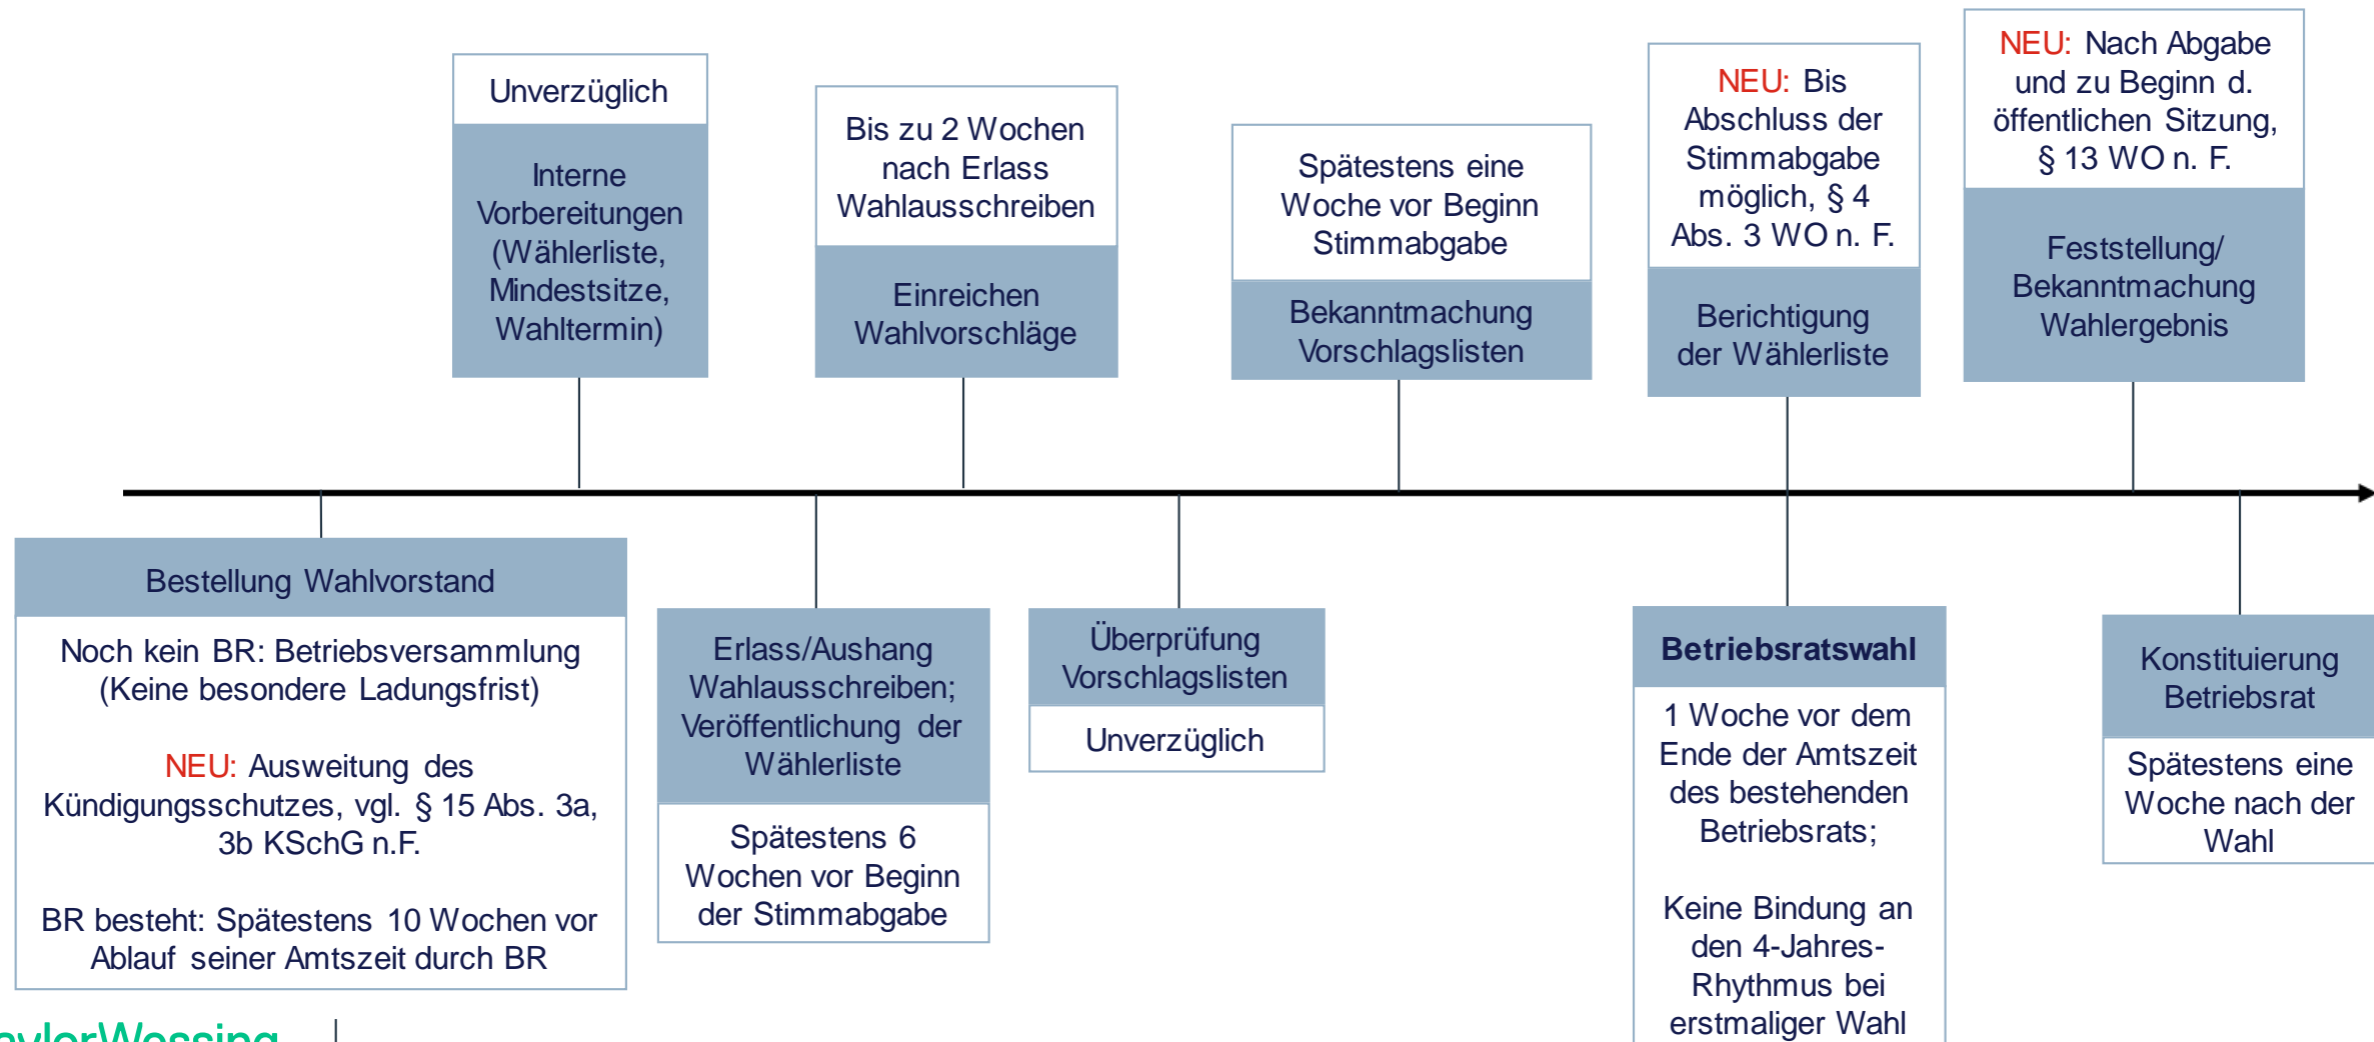 Unverzüglich
Interne
Vorbereitungen
(Wählerliste,
Mindestsitze,
Wahltermin)
Bis zu 2 Wochen
nach Erlass
Wahlausschreiben
Einreichen
Wahlvorschläge
Spätestens eine
Woche vor Beginn
Stimmabgabe
Bekanntmachung
Vorschlagslisten
NEU: Bis
Abschluss der
Stimmabgabe
möglich, § 4
Abs. 3 WO n. F.
Berichtigung
der Wählerliste
NEU: Nach Abgabe
und zu Beginn d.
öffentlichen Sitzung,
§ 13 WO n. F.
Feststellung/
Bekanntmachung
Wahlergebnis
Bestellung Wahlvorstand
Noch kein BR: Betriebsversammlung
(Keine besondere Ladungsfrist)
NEU: Ausweitung des
Kündigungsschutzes, vgl. § 15 Abs. 3a,
3b KSchG n.F.
BR besteht: Spätestens 10 Wochen vor
Ablauf seiner Amtszeit durch BR
Erlass/Aushang
Wahlausschreiben;
Veröffentlichung der
Wählerliste
Spätestens 6
Wochen vor Beginn
der Stimmabgabe
Überprüfung
Vorschlagslisten
Unverzüglich
Betriebsratswahl
1 Woche vor dem
Ende der Amtszeit
des bestehenden
Betriebsrats;
Keine Bindung an
den 4-Jahres-
Rhythmus bei
erstmaliger Wahl
Konstituierung
Betriebsrat
Spätestens eine
Woche nach der
Wahl